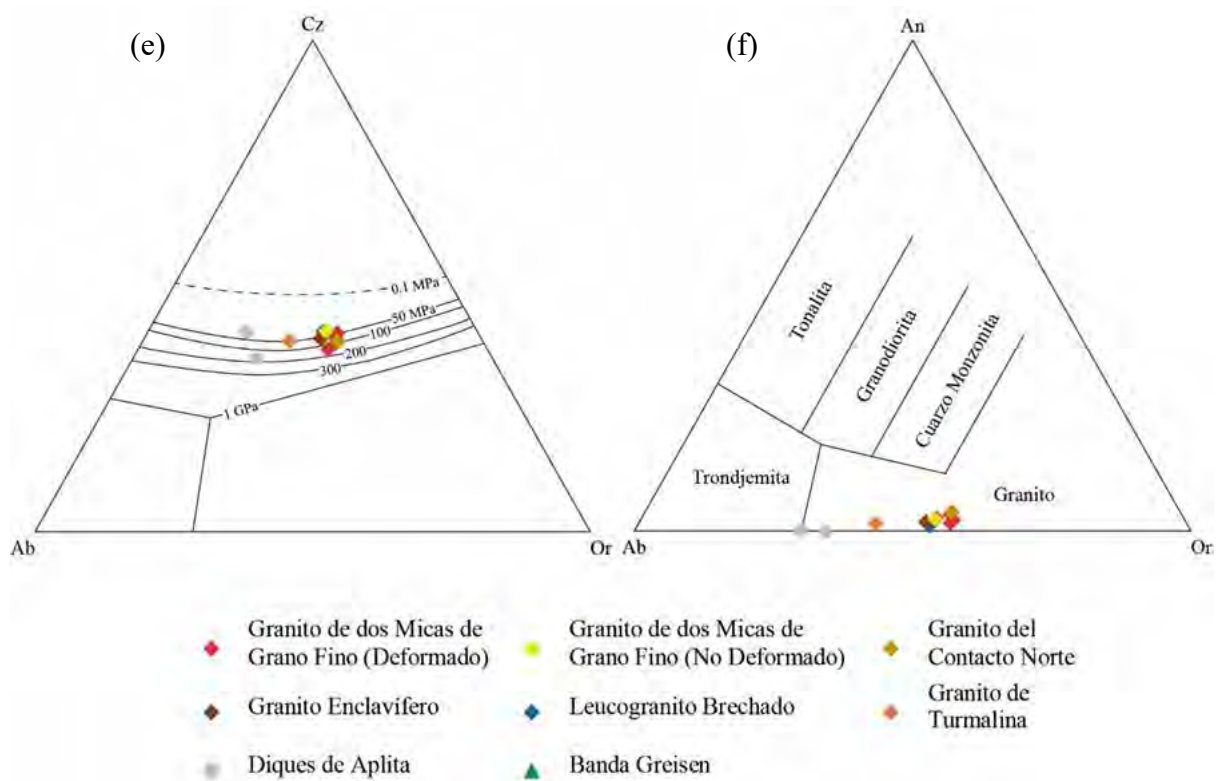 (e)
Cz
0.1 MPa
50 MPa
100
200
300
1 GPa
Ab
Or
(f)
An
Tonalita
Granodiorita
Cuarzo Monzonita
Trondjemita
Granito
Ab
Or
Granito de dos Micas de
Grano Fino (Deformado)
Granito de dos Micas de
Grano Fino (No Deformado)
Granito del
Contacto Norte
Granito Enclavífero
Leucogranito Brechado
Granito de
Turmalina
Diques de Aplita
Banda Greisen